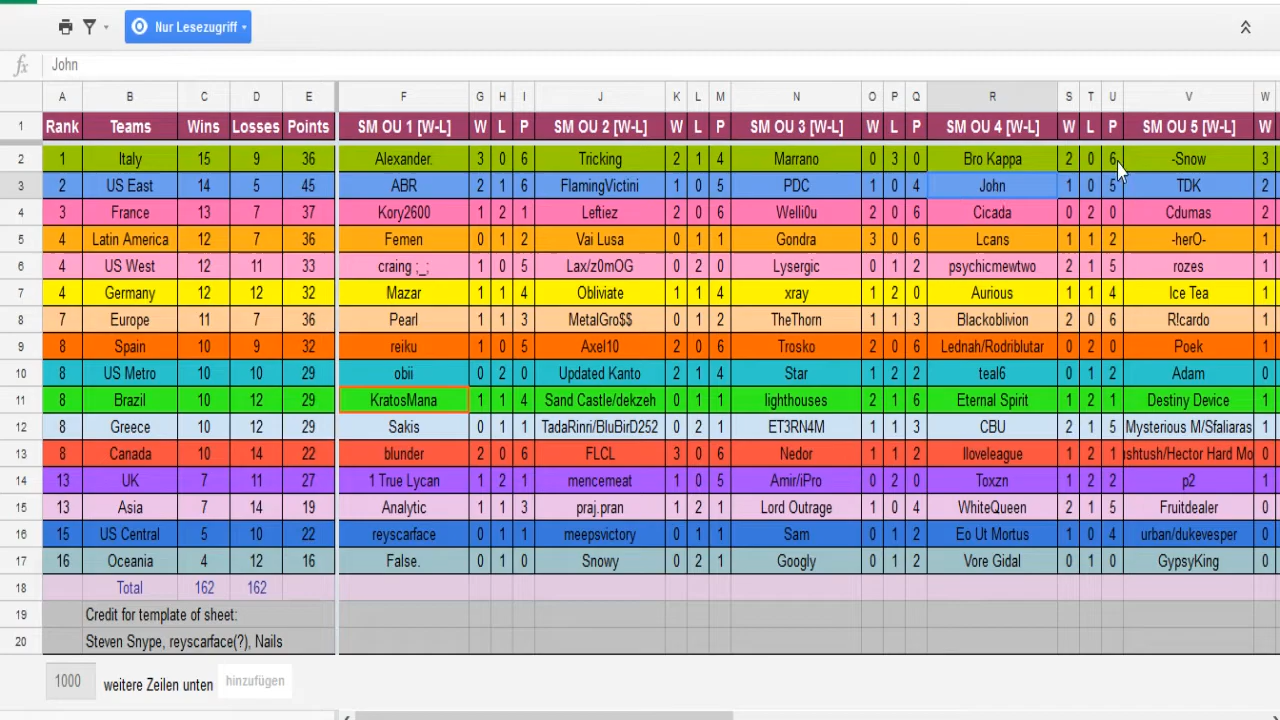 Nur Lesezugriff
fx John
A B C D E F G H I J K L M N O P Q R S T U V W
1 Rank Teams Wins Losses Points SM OU 1 [W-L] W L P SM OU 2 [W-L] W L P SM OU 3 [W-L] W L P SM OU 4 [W-L] W L P SM OU 5 [W-L] W
2 1 Italy 15 9 36 Alexander. 3 0 6 Tricking 2 1 4 Marrano 0 3 0 Bro Kappa 2 0 6 -Snow 3
3 2 US East 14 5 45 ABR 2 1 6 FlamingVictini 1 0 5 PDC 1 0 4 John 1 0 5 TDK 2
4 3 France 13 7 37 Kory2600 1 2 1 Leftiez 2 0 6 Welli0u 2 0 6 Cicada 0 2 0 Cdumas 2
5 4 Latin America 12 7 36 Femen 0 1 2 Vai Lusa 0 1 1 Gondra 3 0 6 Lcans 1 1 2 -herO- 1
6 4 US West 12 11 33 craing ;_; 1 0 5 Lax/z0mOG 0 2 0 Lysergic 0 1 2 psychicmewtwo 2 1 5 rozes 1
7 4 Germany 12 12 32 Mazar 1 1 4 Obliviate 1 1 4 xray 1 2 0 Aurious 1 1 4 Ice Tea 1
8 7 Europe 11 7 36 Pearl 1 1 3 MetalGro$$ 0 1 2 TheThorn 1 1 3 Blackoblivion 2 0 6 R!cardo 1
9 8 Spain 10 9 32 reiku 1 0 5 Axel10 2 0 6 Trosko 2 0 6 Lednah/Rodriblutar 0 2 0 Poek 1
10 8 US Metro 10 10 29 obii 0 2 0 Updated Kanto 2 1 4 Star 1 2 2 teal6 0 1 2 Adam 1
11 8 Brazil 10 12 29 KratosMana 1 1 4 Sand Castle/dekzeh 0 1 1 lighthouses 2 1 6 Eternal Spirit 1 2 1 Destiny Device 1
12 8 Greece 10 12 29 Sakis 0 1 1 TadaRinri/BluBirD252 0 2 1 ET3RN4M 1 1 3 CBU 2 1 5 Mysterious M/Sfaliaras 1
13 8 Canada 10 14 22 blunder 2 0 6 FLCL 3 0 6 Nedor 1 1 2 Iloveleague 1 2 1 shtush/Hector Hard Mo 0
14 13 UK 7 11 27 1 True Lycan 1 2 1 mencemeat 1 0 5 Amir/iPro 0 2 0 Toxzn 1 2 2 p2 1
15 13 Asia 7 14 19 Analytic 1 1 3 praj.pran 1 2 1 Lord Outrage 1 0 4 WhiteQueen 2 1 5 Fruitdealer 0
16 15 US Central 5 10 22 reyscarface 0 1 1 meepsvictory 0 1 1 Sam 0 1 2 Eo Ut Mortus 1 0 4 urban/dukevesper 0
17 16 Oceania 4 12 16 False. 0 1 0 Snowy 0 2 1 Googly 0 1 2 Vore Gidal 0 1 0 GypsyKing 0
18 Total 162 162
19 Credit for template of sheet:
20 Steven Snype, reyscarface(?), Nails
1000 weitere Zeilen unten hinzufügen